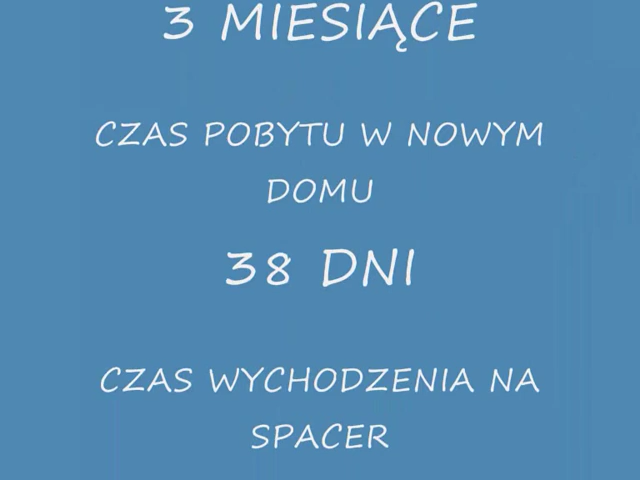 3 MIESIĄCE
CZAS POBYTU W NOWYM
DOMU
38 DNI
CZAS WYCHODZENIA NA
SPACER